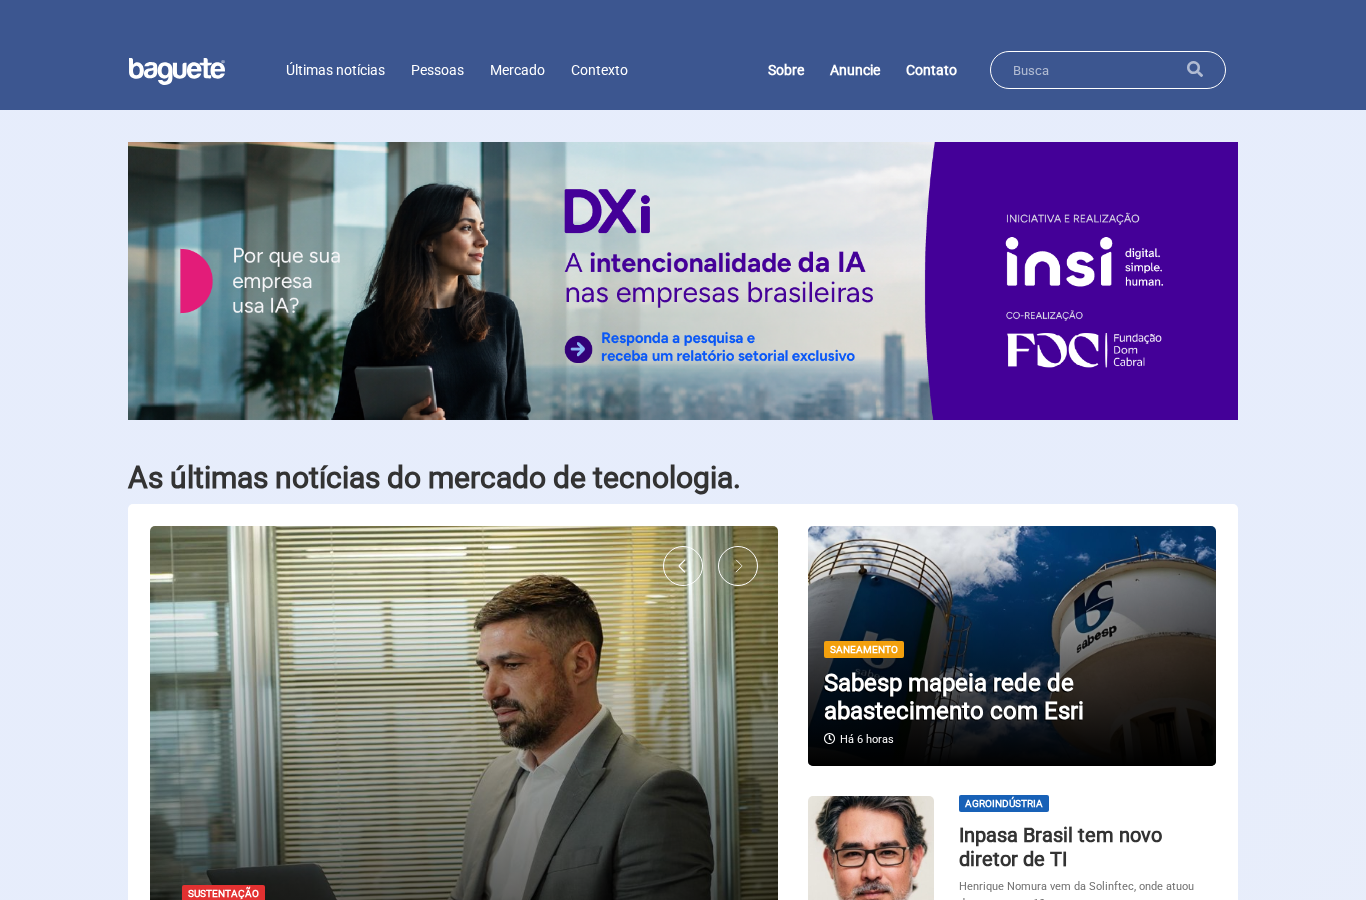 baguete
Últimas notícias
Pessoas
Mercado
Contexto
Sobre
Anuncie
Contato
Busca
Por que sua
empresa
usa IA?
DXi
A intencionalidade da IA
nas empresas brasileiras
Responda a pesquisa e
receba um relatório setorial exclusivo
INICIATIVA E REALIZAÇÃO
insi
digital.
simple.
human.
CO-REALIZAÇÃO
FDC
Fundação
Dom
Cabral
As últimas notícias do mercado de tecnologia.
sabesp
SANEAMENTO
Sabesp mapeia rede de
abastecimento com Esri
Há 6 horas
AGROINDÚSTRIA
Inpasa Brasil tem novo
diretor de TI
Henrique Nomura vem da Solinftec, onde atuou
SUSTENTAÇÃO